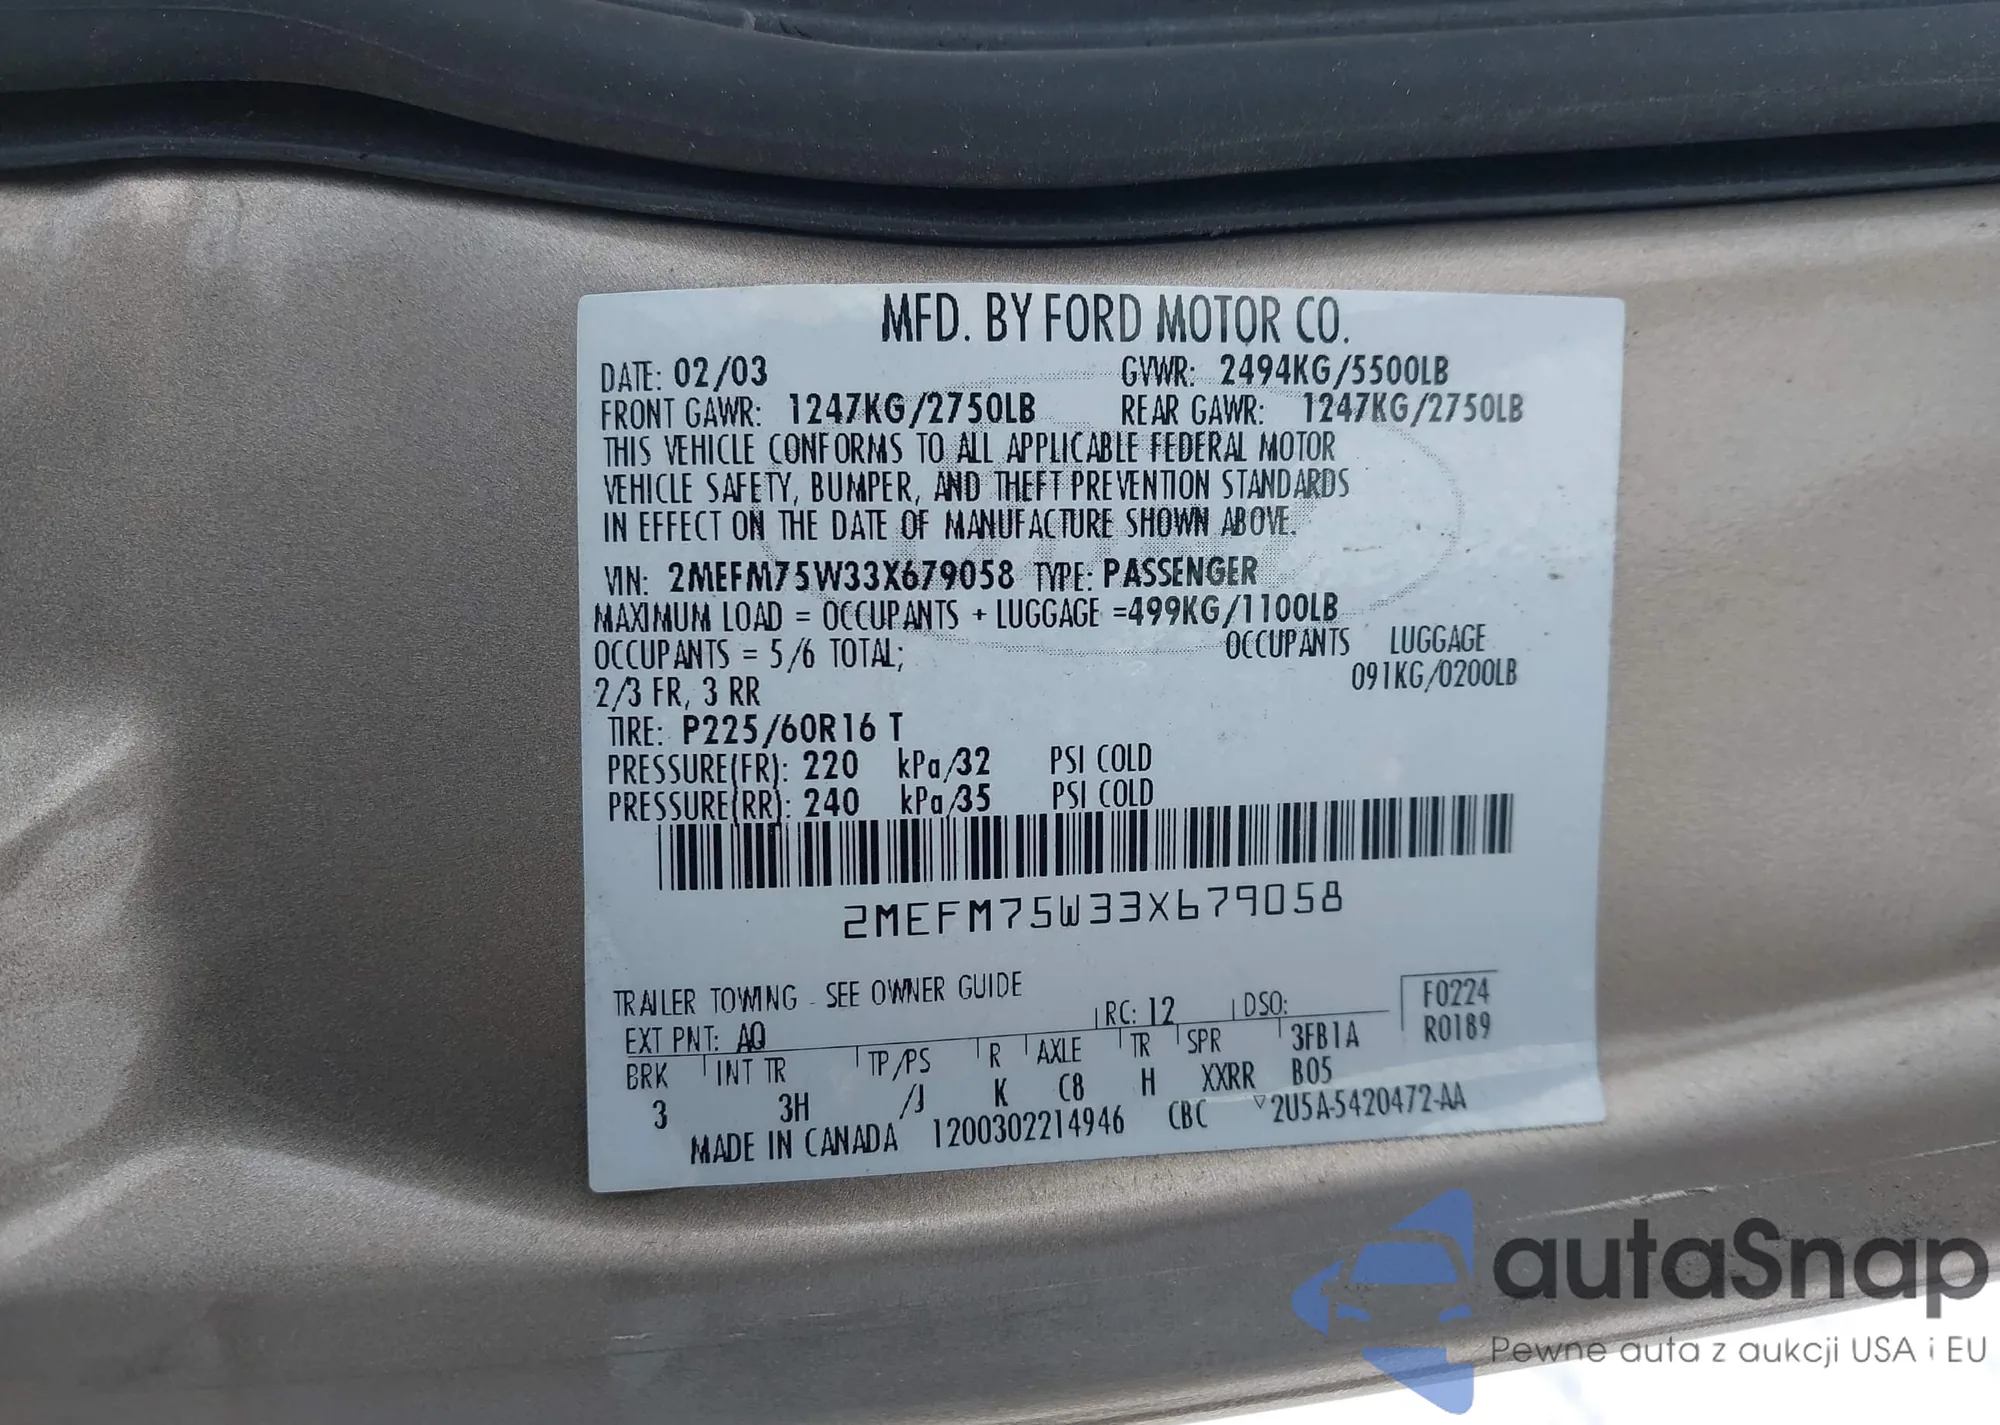 MFD. BY FORD MOTOR CO.
DATE: 02/03 GVWR: 2494KG/5500LB
FRONT GAWR: 1247KG/2750LB REAR GAWR: 1247KG/2750LB
THIS VEHICLE CONFORMS TO ALL APPLICABLE FEDERAL MOTOR
VEHICLE SAFETY, BUMPER, AND THEFT PREVENTION STANDARDS
IN EFFECT ON THE DATE OF MANUFACTURE SHOWN ABOVE.
VIN: 2MEFM75W33X679058 TYPE: PASSENGER
MAXIMUM LOAD = OCCUPANTS + LUGGAGE =499KG/1100LB
OCCUPANTS = 5/6 TOTAL; OCCUPANTS LUGGAGE
2/3 FR, 3 RR 091KG/0200LB
TIRE: P225/60R16 T
PRESSURE(FR): 220 kPa/32 PSI COLD
PRESSURE(RR): 240 kPa/35 PSI COLD
2MEFM75W33X679058
TRAILER TOWING - SEE OWNER GUIDE
EXT PNT: AQ RC: 12 DSO: F0224
BRK INT TR TP/PS R AXLE TR SPR 3FB1A R0189
3 3H /J K C8 H XXRR B05
MADE IN CANADA 1200302214946 CBC ▽2U5A-5420472-AA
autaSnap
Pewne auta z aukcji USA i EU